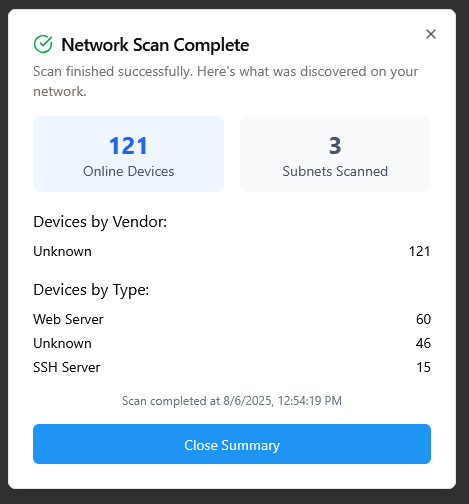 Network Scan Complete
Scan finished successfully. Here's what was discovered on your
network.
121
Online Devices
3
Subnets Scanned
Devices by Vendor:
Unknown 121
Devices by Type:
Web Server 60
Unknown 46
SSH Server 15
Scan completed at 8/6/2025, 12:54:19 PM
Close Summary